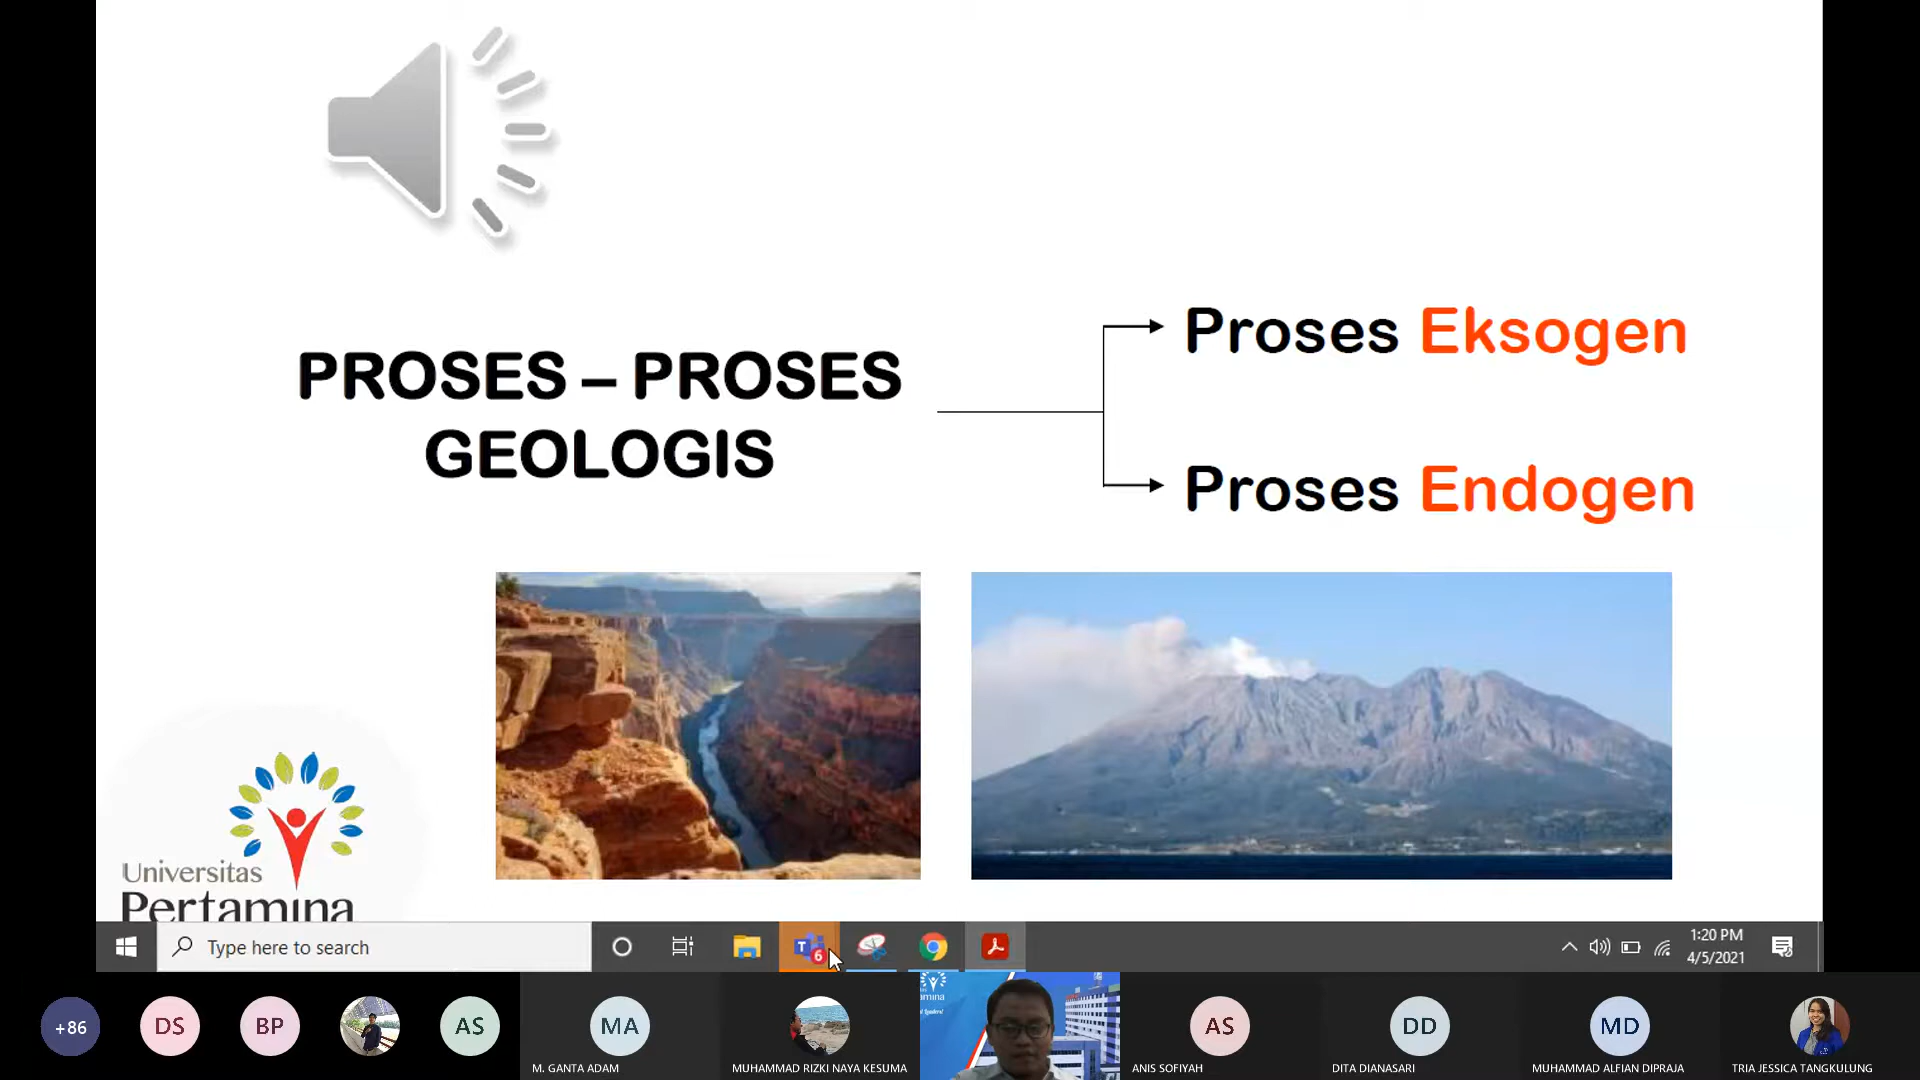 PROSES – PROSES
GEOLOGIS
Proses Eksogen
Proses Endogen
Universitas
Pertamina
Type here to search
T
6
1:20 PM
4/5/2021
+86
DS
BP
AS
MA
M. GANTA ADAM
MUHAMMAD RIZKI NAYA KESUMA
AS
ANIS SOFIYAH
DD
DITA DIANASARI
MD
MUHAMMAD ALFIAN DIPRAJA
TRIA JESSICA TANGKULUNG